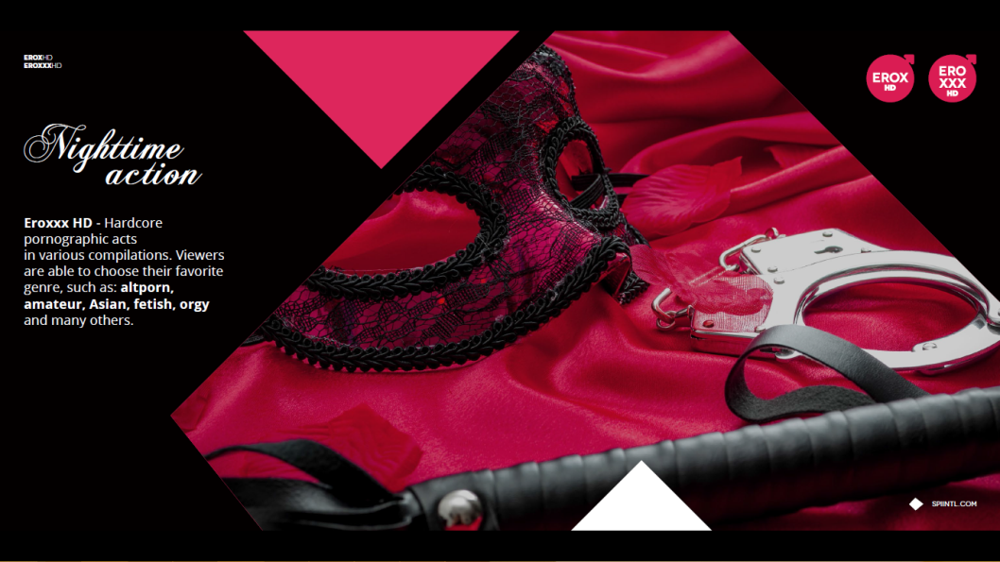 EROXHD
EROXXXHD
EROX
HD
ERO
XXX
HD
Nighttime
action
Eroxxx HD - Hardcore
pornographic acts
in various compilations. Viewers
are able to choose their favorite
genre, such as: altporn,
amateur, Asian, fetish, orgy
and many others.
SPIINTL.COM